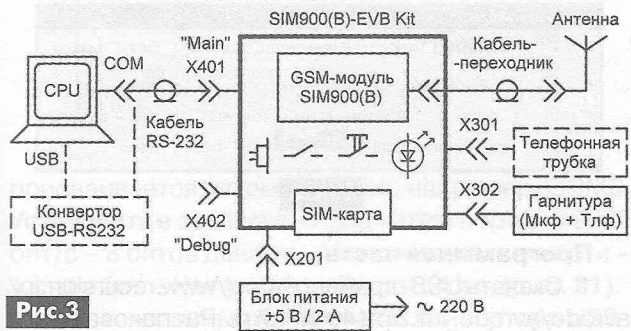 SIM900(B)-EVB Kit
Антенна
"Main"
X401
COM
Кабель-
-переходник
CPU
GSM-модуль
SIM900(B)
Кабель
RS-232
USB
X301
Телефонная
трубка
X302
Гарнитура
(Мкф + Тлф)
Конвертор
USB-RS232
X402
"Debug"
SIM-карта
X201
Блок питания
+5 В / 2 А
~ 220 В
Рис.3